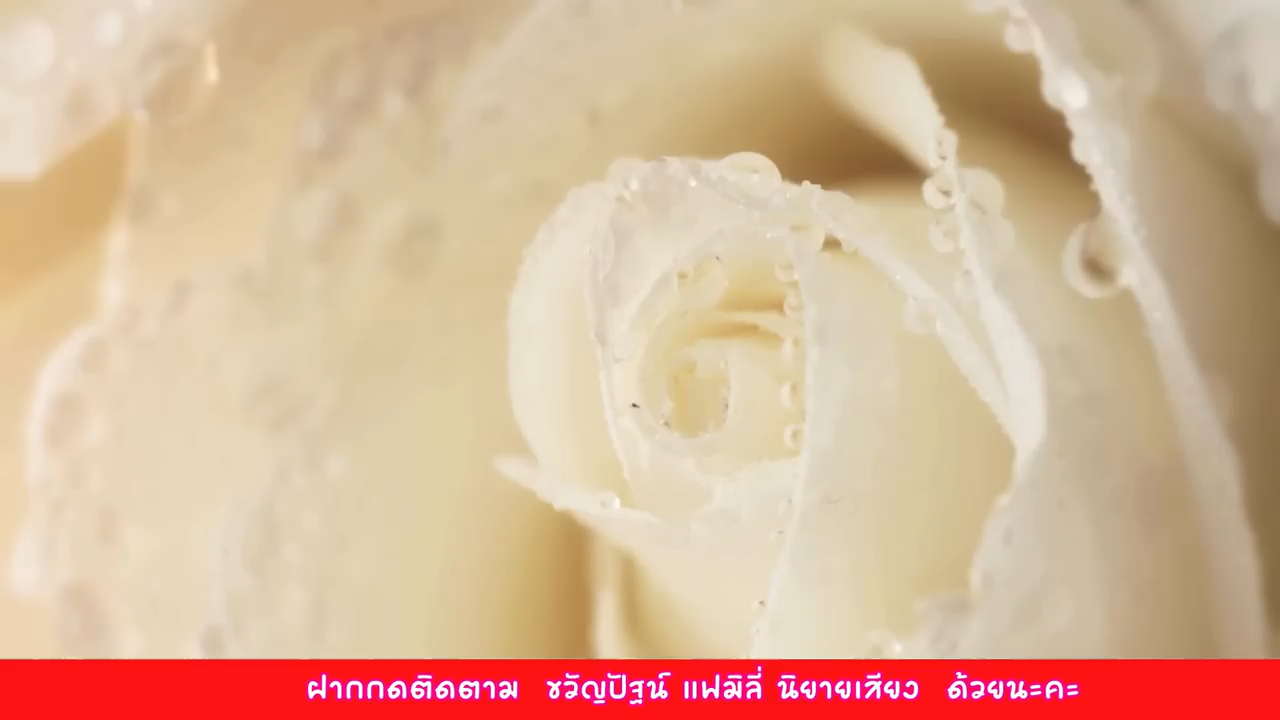 ฝากกดติดตาม ชวัญปัฐน์ แฟมิลี่ นิยายเสียง ด้วยนะคะ